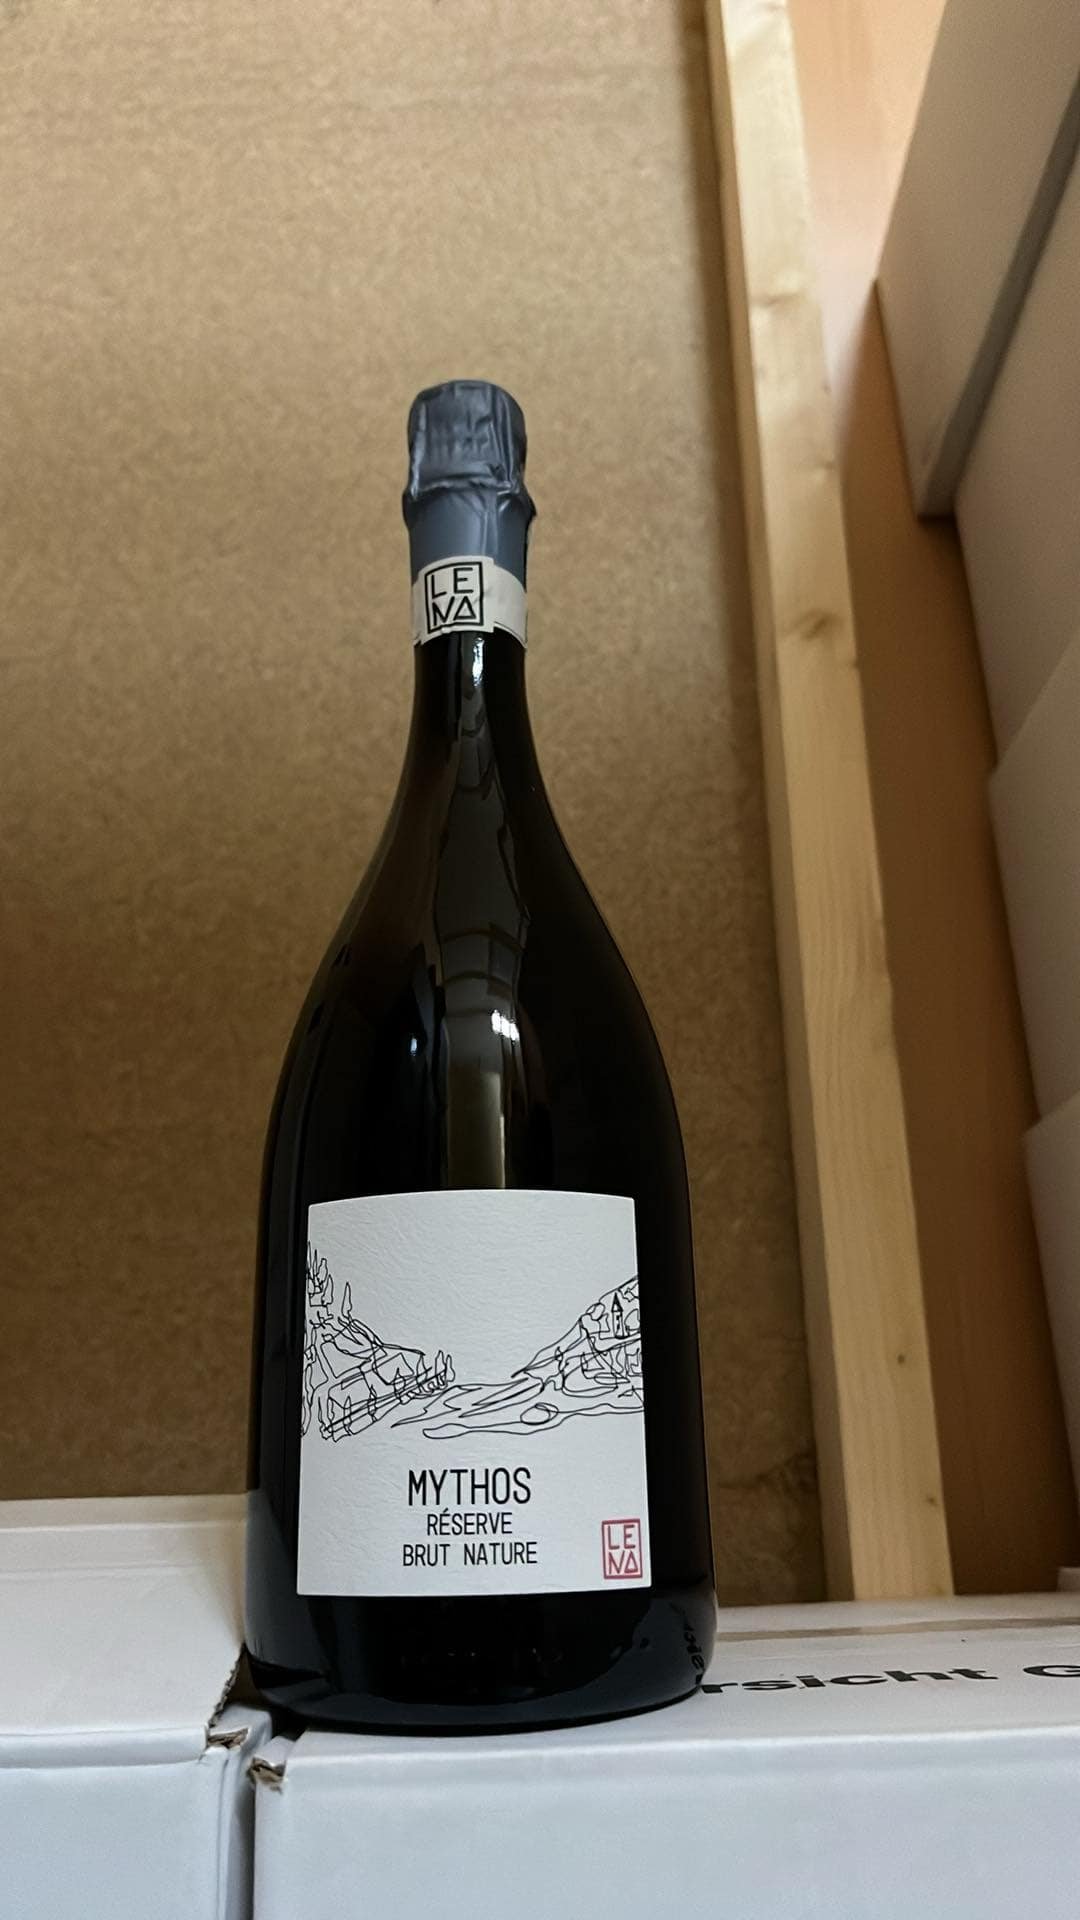 LE
NA
MYTHOS
RÉSERVE
BRUT NATURE
LE
NA
rsicht G